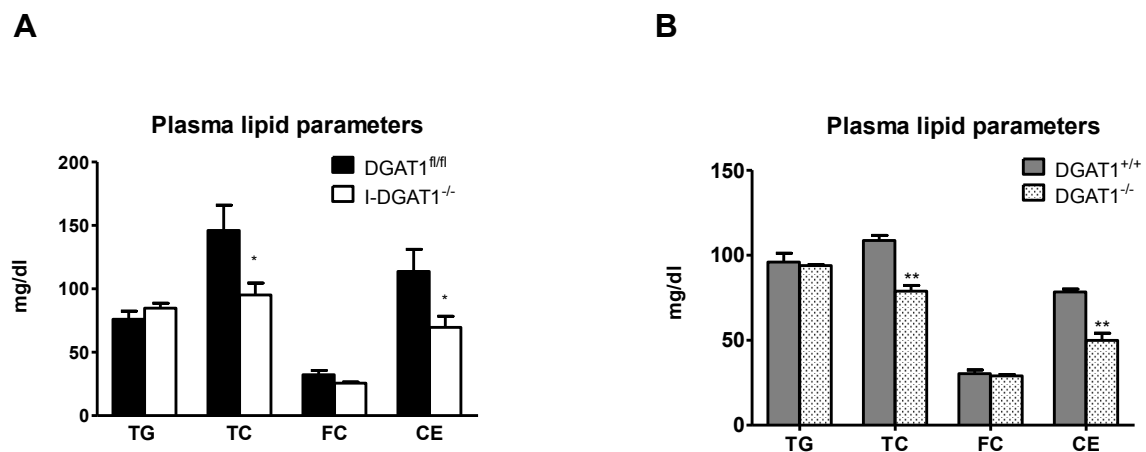 A
Plasma lipid parameters
DGAT1fl/fl
I-DGAT1-/-
mg/dl
200
150
100
50
0
TG TC FC CE
*
*
B
Plasma lipid parameters
DGAT1+/+
DGAT1-/-
mg/dl
150
100
50
0
TG TC FC CE
**
**